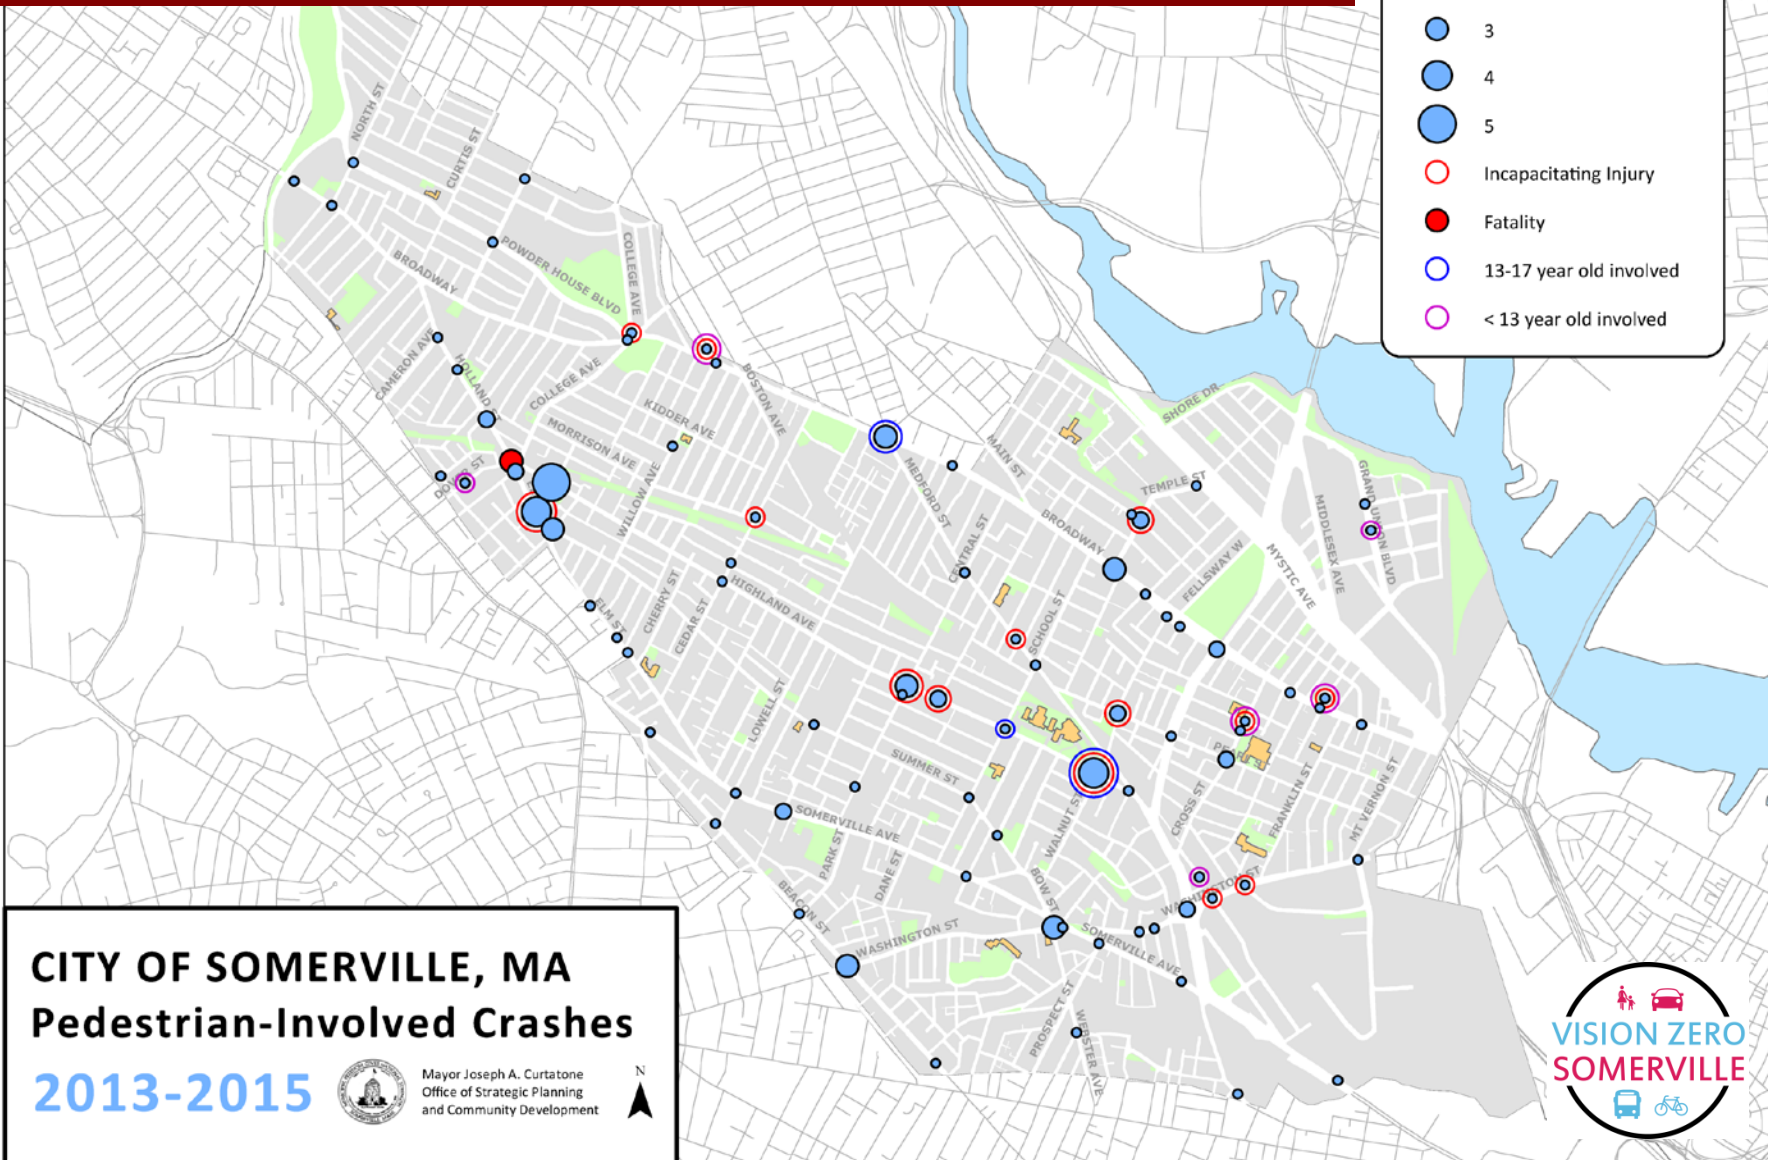 3
4
5
Incapacitating Injury
Fatality
13-17 year old involved
< 13 year old involved
NORTH ST
CURTIS ST
COLLEGE AVE
POWDER HOUSE BLVD
BROADWAY
CAMERON AVE
HOLLAND ST
COLLEGE AVE
BOSTON AVE
KIDDER AVE
MORRISON AVE
DOVER ST
WILLOW AVE
MEDFORD ST
MAIN ST
SHORE DR
TEMPLE ST
GRAND UNION BLVD
MIDDLESEX AVE
BROADWAY
CENTRAL ST
FELLSWAY W
MYSTIC AVE
ELM ST
CHERRY ST
CEDAR ST
HIGHLAND AVE
SCHOOL ST
LOWELL ST
SUMMER ST
WALNUT ST
CROSS ST
FRANKLIN ST
MT VERNON ST
SOMERVILLE AVE
PARK ST
DANE ST
BOW ST
BEACON ST
WASHINGTON ST
WASHINGTON ST
SOMERVILLE AVE
PROSPECT ST
WEBSTER AVE
CITY OF SOMERVILLE, MA
Pedestrian-Involved Crashes
2013-2015
Mayor Joseph A. Curtatone
Office of Strategic Planning
and Community Development
N
VISION ZERO
SOMERVILLE